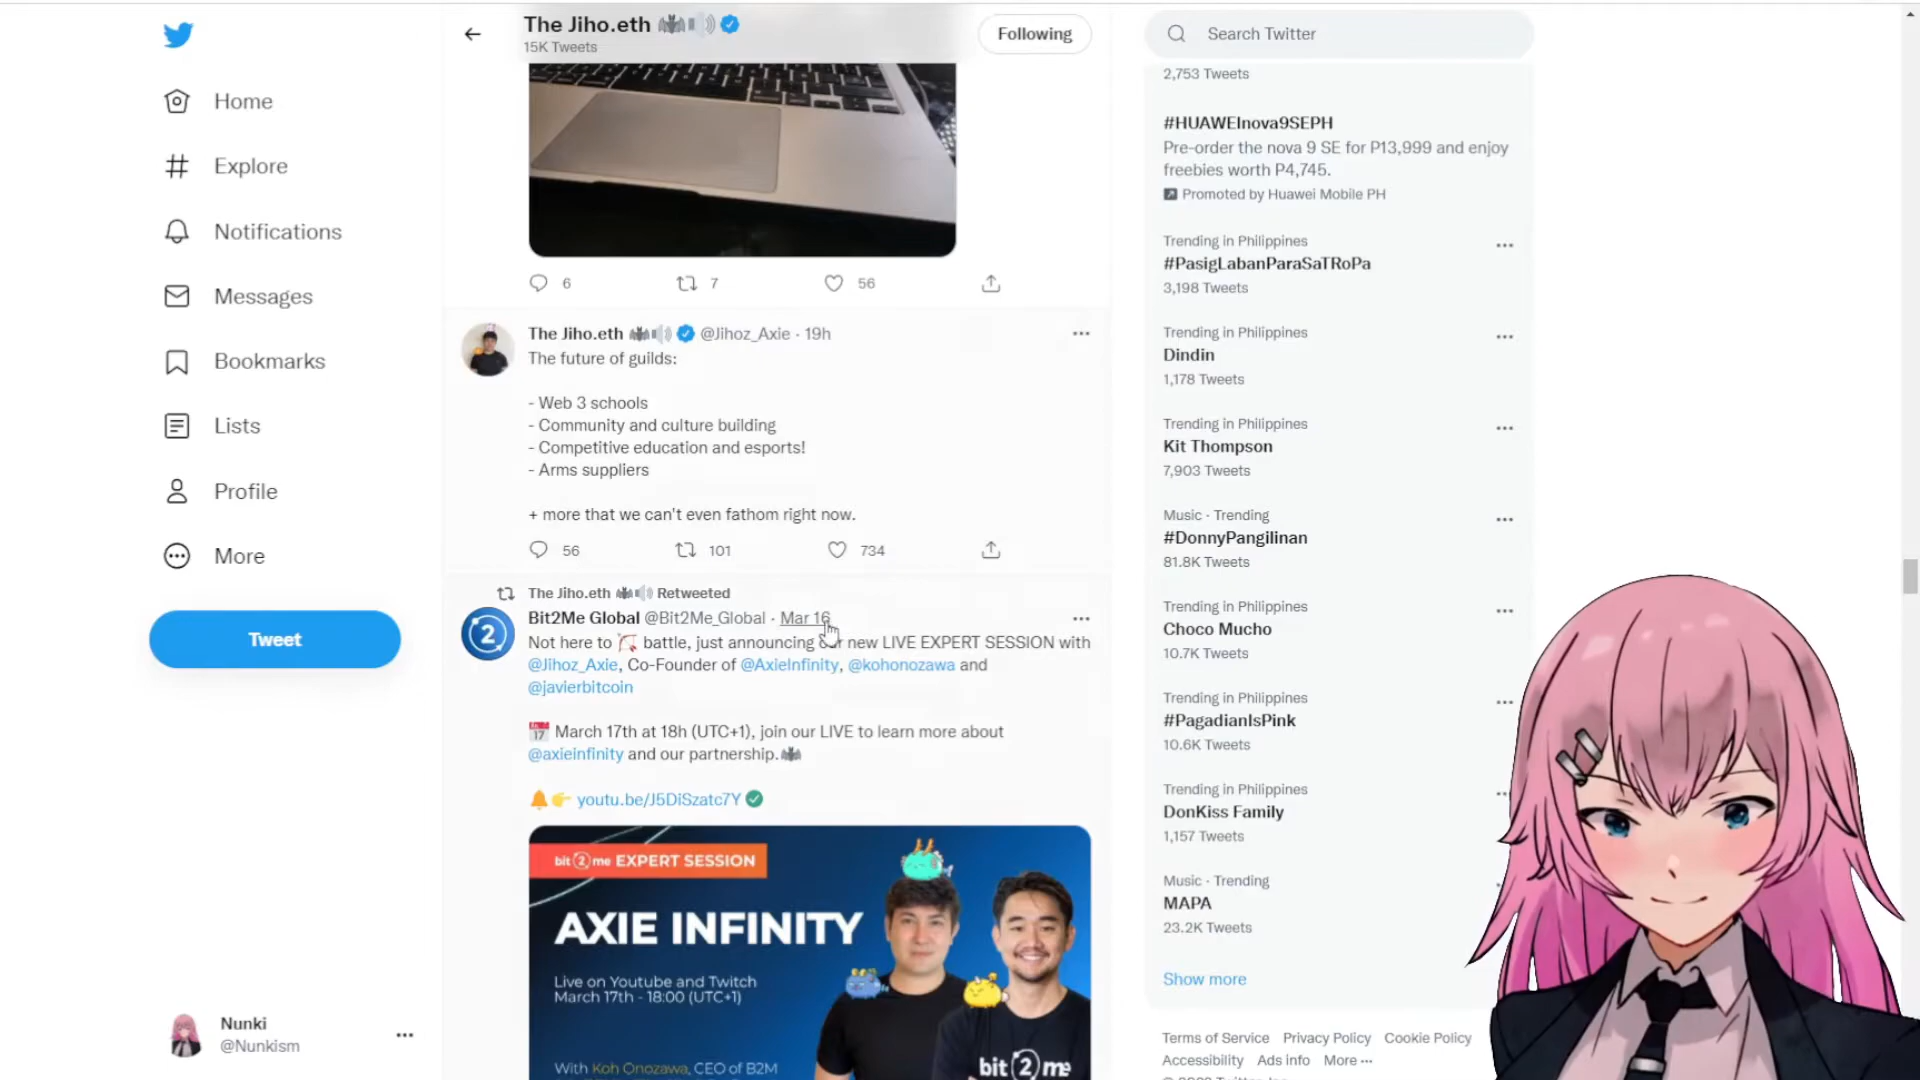 The Jiho.eth
15K Tweets
Following
Search Twitter
Home
Explore
Notifications
Messages
Bookmarks
Lists
Profile
More
Tweet
Nunki
@Nunkism
6 7 56
The Jiho.eth @Jihoz_Axie · 19h
The future of guilds:
- Web 3 schools
- Community and culture building
- Competitive education and esports!
- Arms suppliers
+ more that we can't even fathom right now.
56 101 734
The Jiho.eth Retweeted
Bit2Me Global @Bit2Me_Global · Mar 16
Not here to battle, just announcing our new LIVE EXPERT SESSION with
@Jihoz_Axie, Co-Founder of @AxieInfinity, @kohonozawa and
@javierbitcoin
17 March 17th at 18h (UTC+1), join our LIVE to learn more about
@axieinfinity and our partnership.
youtu.be/J5DiSzatc7Y
2
bit2me EXPERT SESSION
AXIE INFINITY
Live on Youtube and Twitch
March 17th - 18:00 (UTC+1)
With Koh Onozawa, CEO of B2M
bit2me
2,753 Tweets
#HUAWEInova9SEPH
Pre-order the nova 9 SE for P13,999 and enjoy
freebies worth P4,745.
Promoted by Huawei Mobile PH
Trending in Philippines
#PasigLabanParaSaTRoPa
3,198 Tweets
Trending in Philippines
Dindin
1,178 Tweets
Trending in Philippines
Kit Thompson
7,903 Tweets
Music · Trending
#DonnyPangilinan
81.8K Tweets
Trending in Philippines
Choco Mucho
10.7K Tweets
Trending in Philippines
#PagadianIsPink
10.6K Tweets
Trending in Philippines
DonKiss Family
1,157 Tweets
Music · Trending
MAPA
23.2K Tweets
Show more
Terms of Service Privacy Policy Cookie Policy
Accessibility Ads info More ···